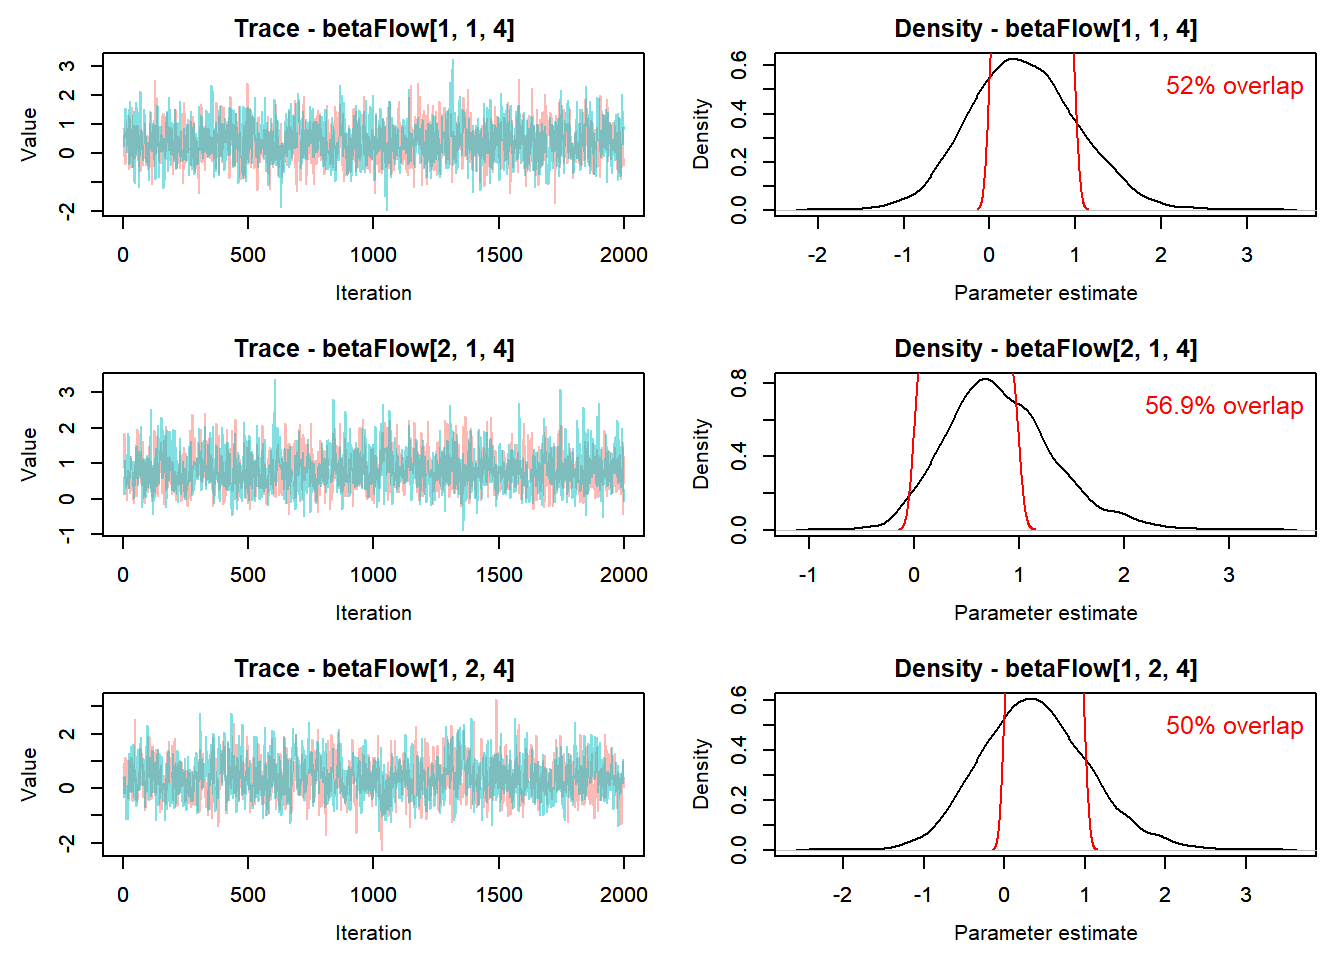 Trace - betaFlow[1, 1, 4]
Value
3
2
1
0
-2
0 500 1000 1500 2000
Iteration
Density - betaFlow[1, 1, 4]
Density
0.6
0.4
0.2
0.0
52% overlap
-2 -1 0 1 2 3
Parameter estimate
Trace - betaFlow[2, 1, 4]
Value
3
2
1
0
-1
0 500 1000 1500 2000
Iteration
Density - betaFlow[2, 1, 4]
Density
0.8
0.4
0.0
56.9% overlap
-1 0 1 2 3
Parameter estimate
Trace - betaFlow[1, 2, 4]
Value
2
0
-2
0 500 1000 1500 2000
Iteration
Density - betaFlow[1, 2, 4]
Density
0.6
0.4
0.2
0.0
50% overlap
-2 -1 0 1 2 3
Parameter estimate